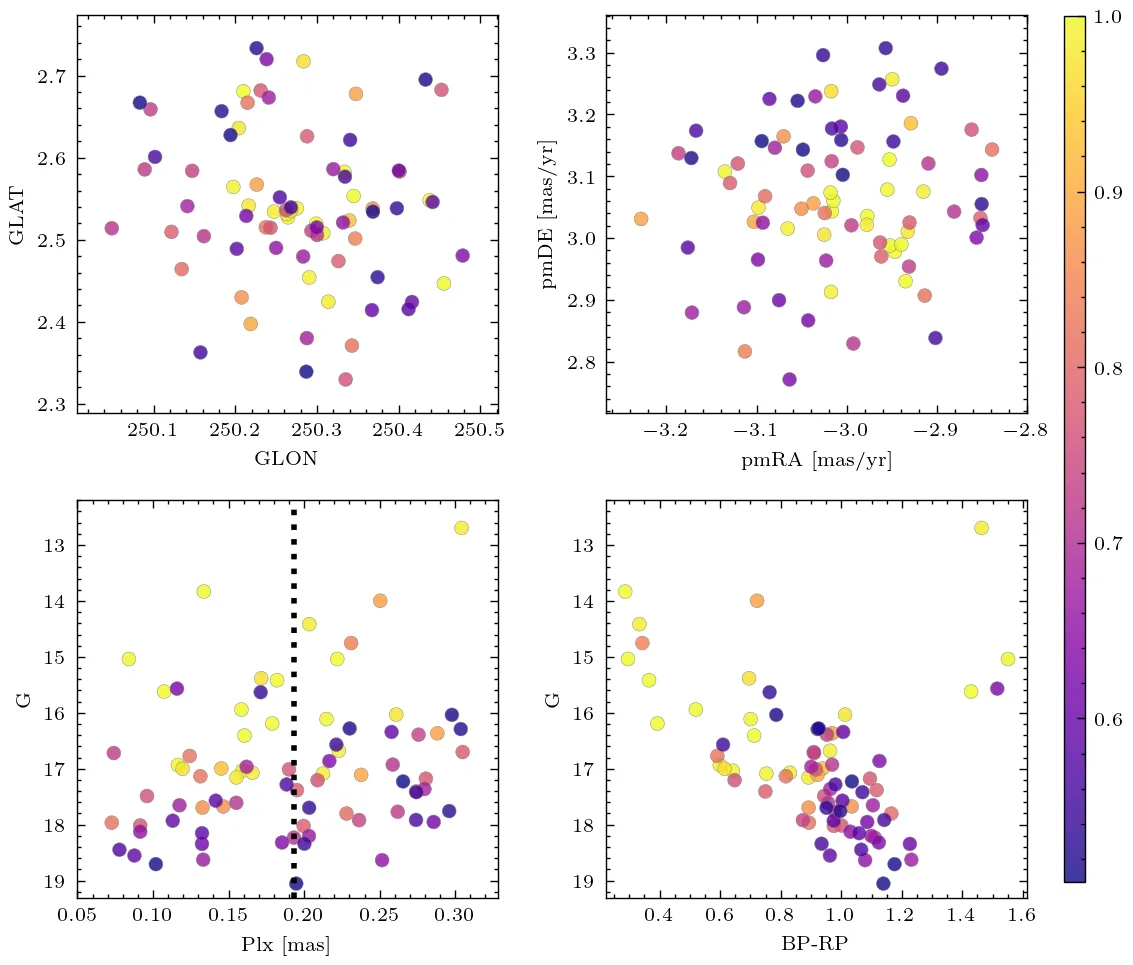 2.7
2.6
2.5
2.4
2.3
GLAT
250.1 250.2 250.3 250.4 250.5
GLON
3.3
3.2
3.1
3.0
2.9
2.8
pmDE [mas/yr]
−3.2 −3.1 −3.0 −2.9 −2.8
pmRA [mas/yr]
1.0
0.9
0.8
0.7
0.6
13
14
15
16
17
18
19
G
0.05 0.10 0.15 0.20 0.25 0.30
Plx [mas]
13
14
15
16
17
18
19
G
0.4 0.6 0.8 1.0 1.2 1.4 1.6
BP-RP